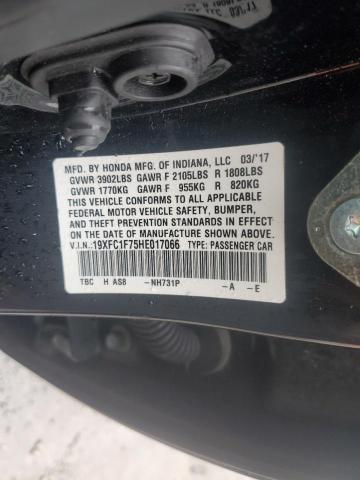 MFD. BY HONDA MFG. OF INDIANA, LLC 03/'17
GVWR 3902LBS GAWR F 2105LBS R 1808LBS
GVWR 1770KG GAWR F 955KG R 820KG
THIS VEHICLE CONFORMS TO ALL APPLICABLE
FEDERAL MOTOR VEHICLE SAFETY, BUMPER,
AND THEFT PREVENTION STANDARDS IN EFFECT
ON THE DATE OF MANUFACTURE SHOWN ABOVE.
V.I.N.: 19XFC1F75HE017066 TYPE: PASSENGER CAR
TBC H AS8 -NH731P -A -E